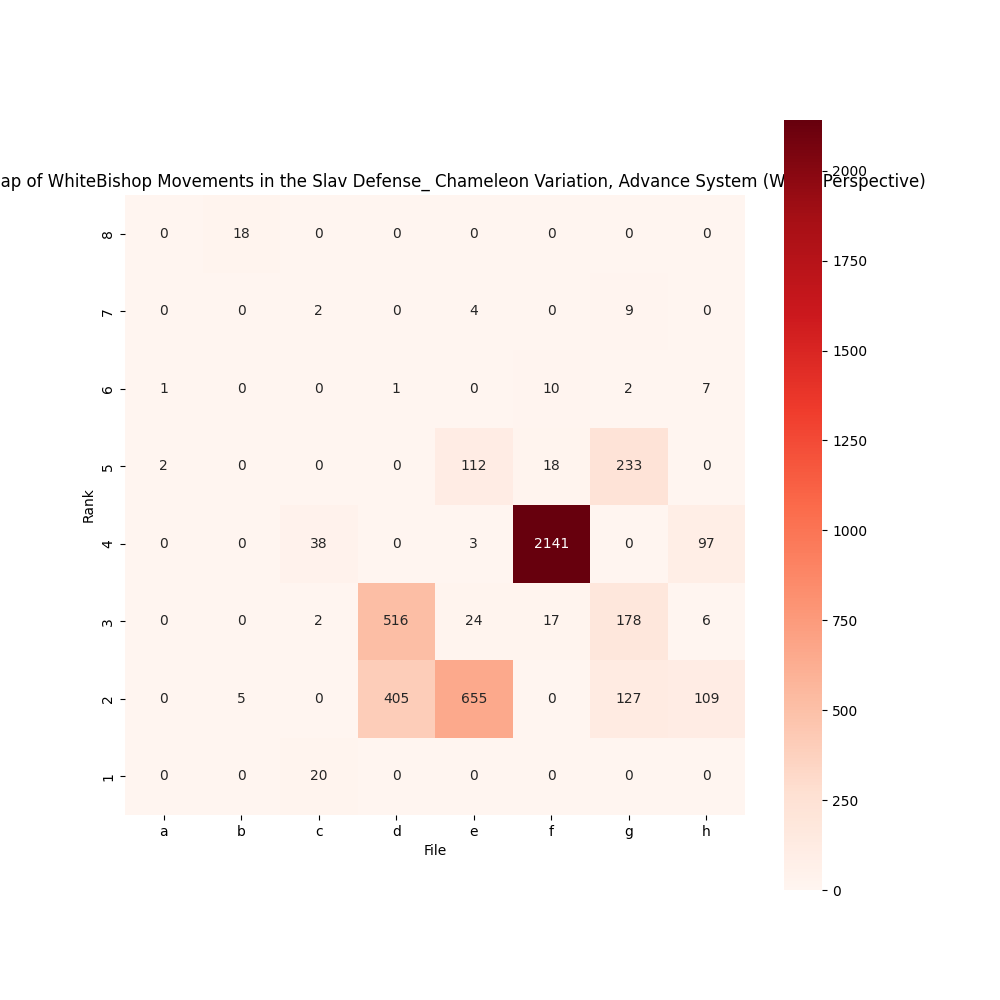 ap of WhiteBishop Movements in the Slav Defense_ Chameleon Variation, Advance System (W Perspective)
8 0 18 0 0 0 0 0 0
7 0 0 2 0 4 0 9 0
6 1 0 0 1 0 10 2 7
5 2 0 0 0 112 18 233 0
4 0 0 38 0 3 2141 0 97
3 0 0 2 516 24 17 178 6
2 0 5 0 405 655 0 127 109
1 0 0 20 0 0 0 0 0
a b c d e f g h
File
Rank
2000
1750
1500
1250
1000
750
500
250
0